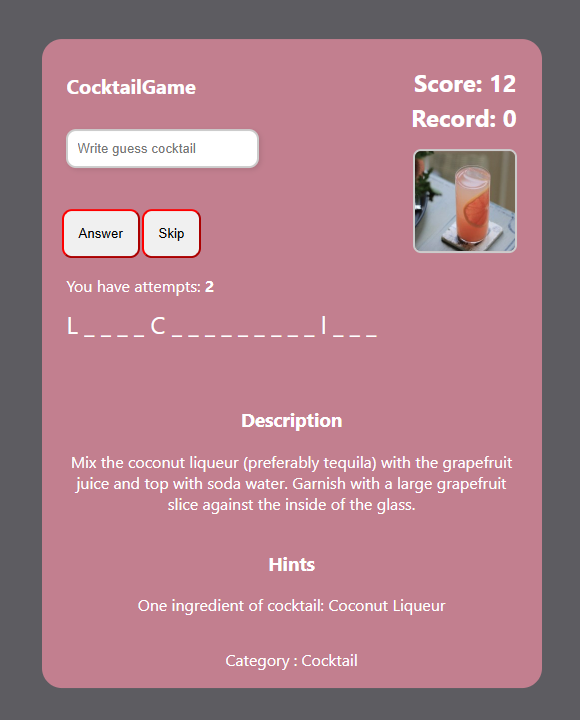 CocktailGame
Score: 12
Record: 0
Write guess cocktail
Answer
Skip
You have attempts: 2
L _ _ _ _ C _ _ _ _ _ _ _ _ _ l _ _ _
Description
Mix the coconut liqueur (preferably tequila) with the grapefruit
juice and top with soda water. Garnish with a large grapefruit
slice against the inside of the glass.
Hints
One ingredient of cocktail: Coconut Liqueur
Category : Cocktail